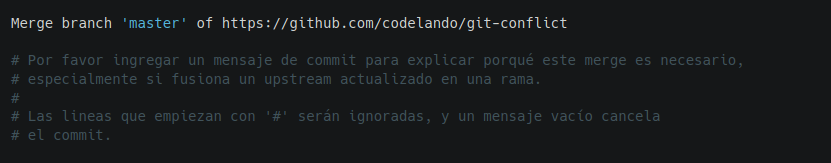 Merge branch 'master' of https://github.com/codelando/git-conflict
# Por favor ingregar un mensaje de commit para explicar porqué este merge es necesario,
# especialmente si fusiona un upstream actualizado en una rama.
#
# Las lineas que empiezan con '#' serán ignoradas, y un mensaje vacío cancela
# el commit.